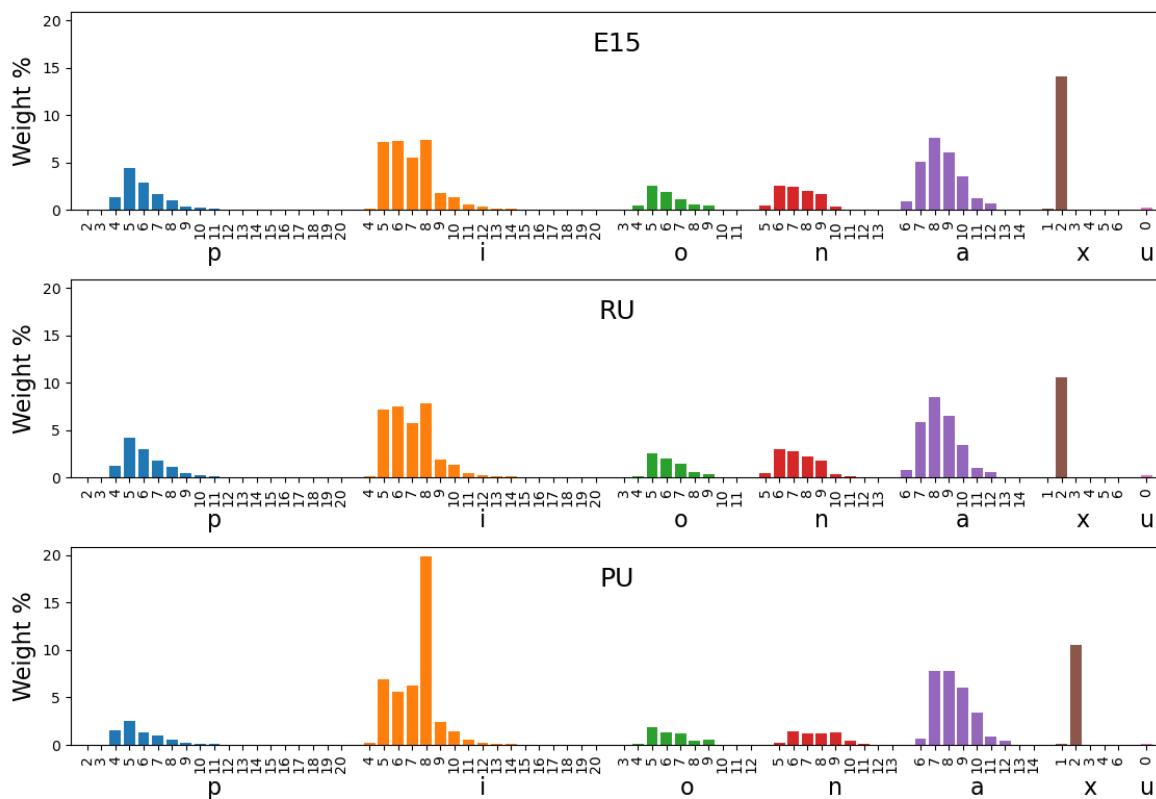 E15
Weight %
20
15
10
5
0
2 3 4 5 6 7 8 9 10 11 12 13 14 15 16 17 18 19 20 4 5 6 7 8 9 10 11 12 13 14 15 16 17 18 19 20 3 4 5 6 7 8 9 10 11 5 6 7 8 9 10 11 12 13 6 7 8 9 10 11 12 13 14 1 2 3 4 5 6 0
p i o n a x u
RU
Weight %
20
15
10
5
0
2 3 4 5 6 7 8 9 10 11 12 13 14 15 16 17 18 19 20 4 5 6 7 8 9 10 11 12 13 14 15 16 17 18 19 20 3 4 5 6 7 8 9 10 11 5 6 7 8 9 10 11 12 13 6 7 8 9 10 11 12 13 14 1 2 3 4 5 6 0
p i o n a x u
PU
Weight %
20
15
10
5
0
2 3 4 5 6 7 8 9 10 11 12 13 14 15 16 17 18 19 20 4 5 6 7 8 9 10 11 12 13 14 15 16 17 18 19 20 3 4 5 6 7 8 9 10 11 12 5 6 7 8 9 10 11 12 13 6 7 8 9 10 11 12 13 14 1 2 3 4 5 6 0
p i o n a x u